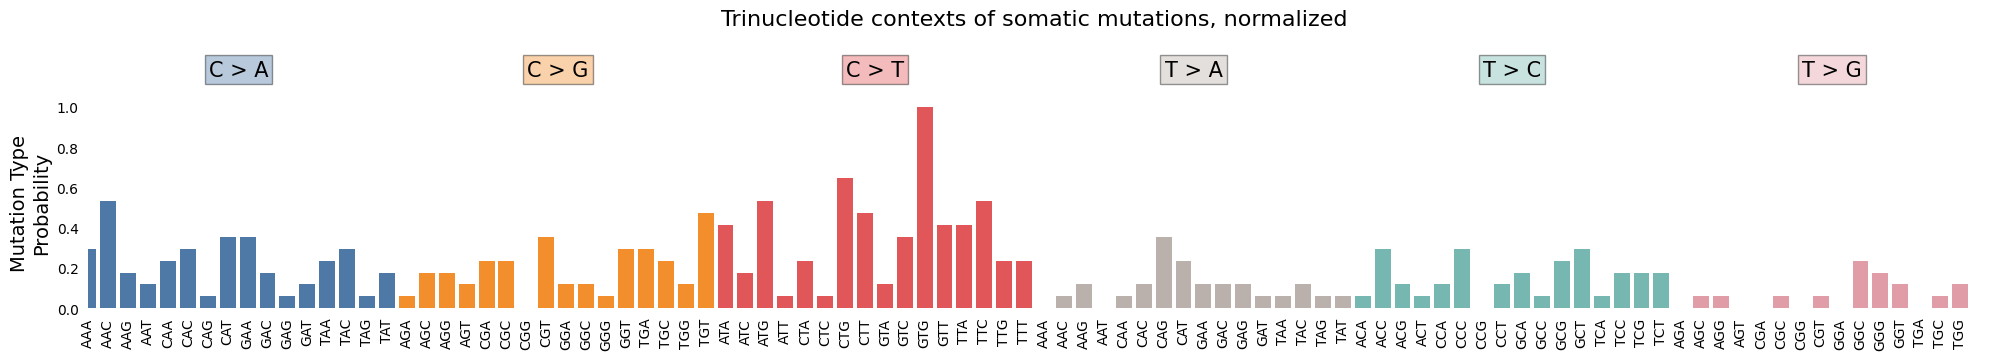 Trinucleotide contexts of somatic mutations, normalized
C > A
C > G
C > T
T > A
T > C
T > G
Mutation Type
Probability
1.0
0.8
0.6
0.4
0.2
0.0
AAA AAC AAG AAT CAA CAC CAG CAT GAA GAC GAG GAT TAA TAC TAG TAT AGA AGC AGG AGT CGA CGC CGG CGT GGA GGC GGG GGT TGA TGC TGG TGT ATA ATC ATG ATT CTA CTC CTG CTT GTA GTC GTG GTT TTA TTC TTG TTT AAA AAC AAG AAT CAA CAC CAG CAT GAA GAC GAG GAT TAA TAC TAG TAT ACA ACC ACG ACT CCA CCC CCG CCT GCA GCC GCG GCT TCA TCC TCG TCT AGA AGC AGG AGT CGA CGC CGG CGT GGA GGC GGG GGT TGA TGC TGG